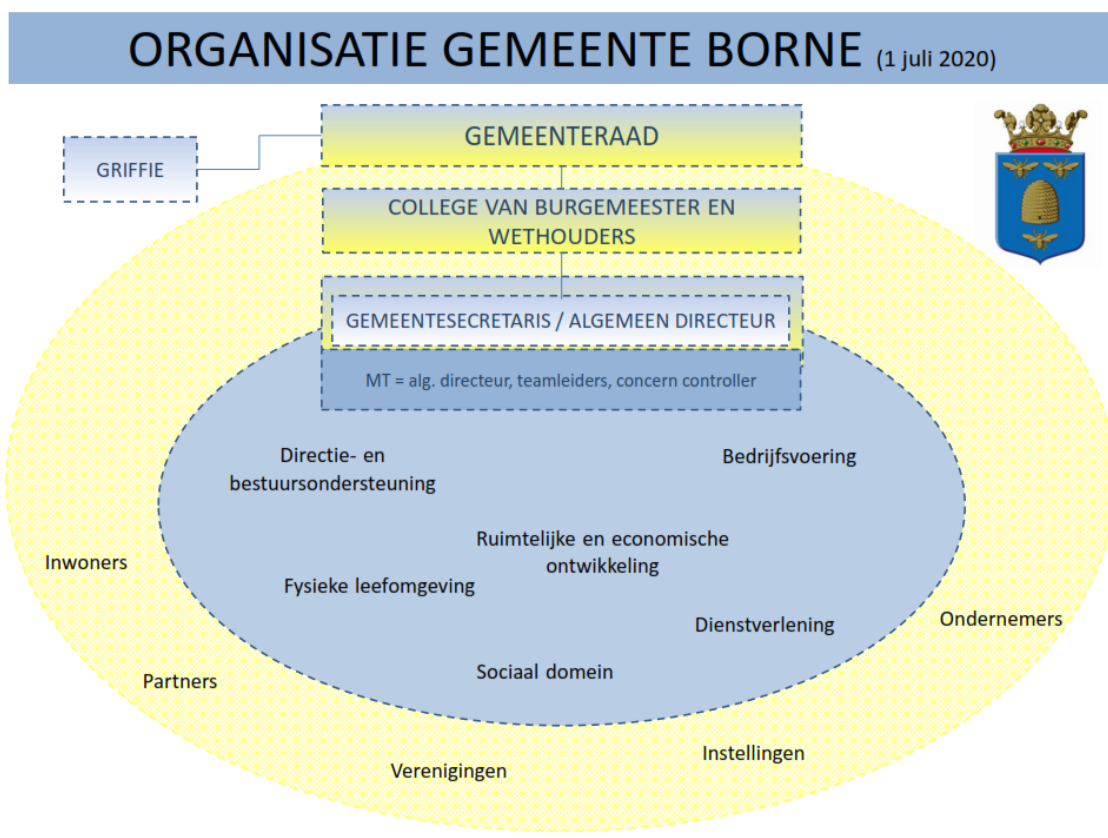 ORGANISATIE GEMEENTE BORNE (1 juli 2020)
GEMEENTERAAD
GRIFFIE
COLLEGE VAN BURGEMEESTER EN
WETHOUDERS
GEMEENTESECRETARIS / ALGEMEEN DIRECTEUR
MT = alg. directeur, teamleiders, concern controller
Directie- en
bestuursondersteuning
Bedrijfsvoering
Ruimtelijke en economische
ontwikkeling
Inwoners
Fysieke leefomgeving
Dienstverlening
Ondernemers
Sociaal domein
Partners
Instellingen
Verenigingen